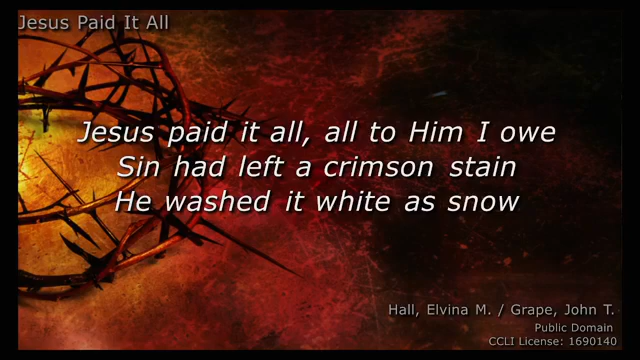 Jesus Paid It All
Jesus paid it all, all to Him I owe
Sin had left a crimson stain
He washed it white as snow
Hall, Elvina M. / Grape, John T.
Public Domain
CCLI License: 1690140